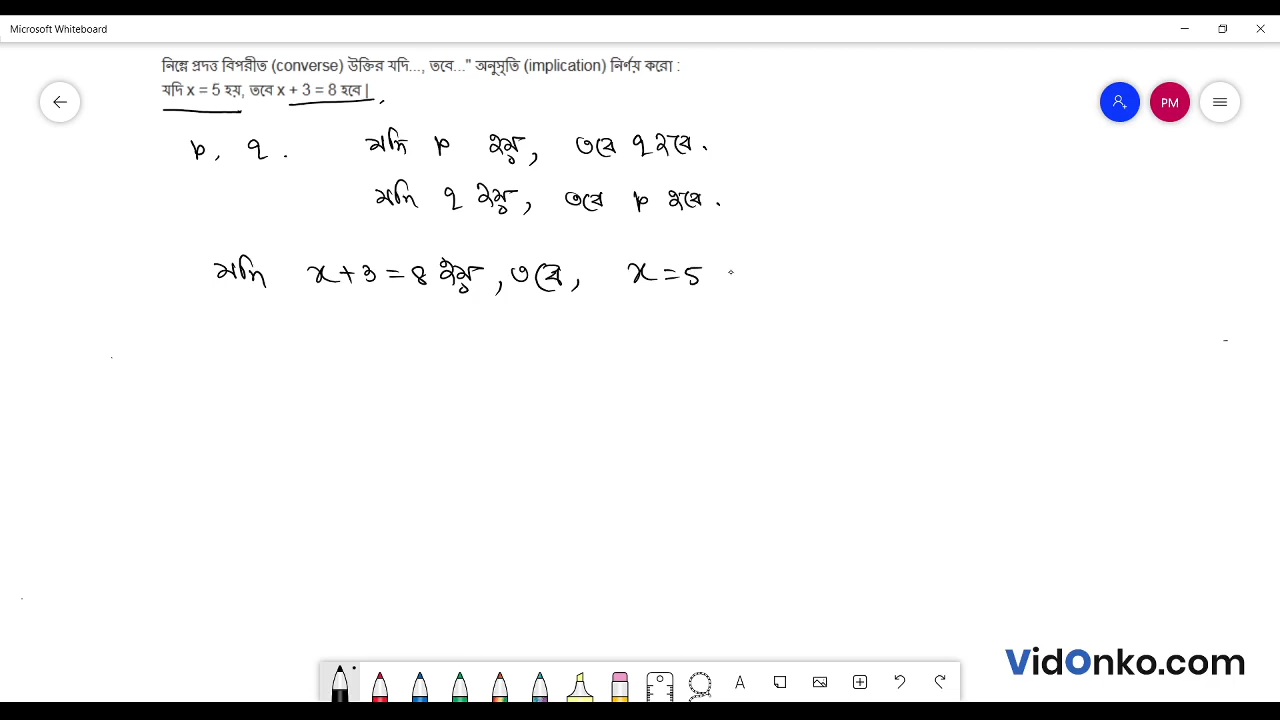 Microsoft Whiteboard
নিম্নে প্রদত্ত বিপরীত (converse) উক্তির যদি..., তবে..." অনুসৃতি (implication) নির্ণয় করো :
যদি x = 5 হয়, তবে x + 3 = 8 হবে |
PM
p, q. যদি p হয়, তবে q হবে.
যদি q হয়, তবে p হবে.
যদি x + 3 = 8 হয়, তবে, x = 5
VidOnko.com
A